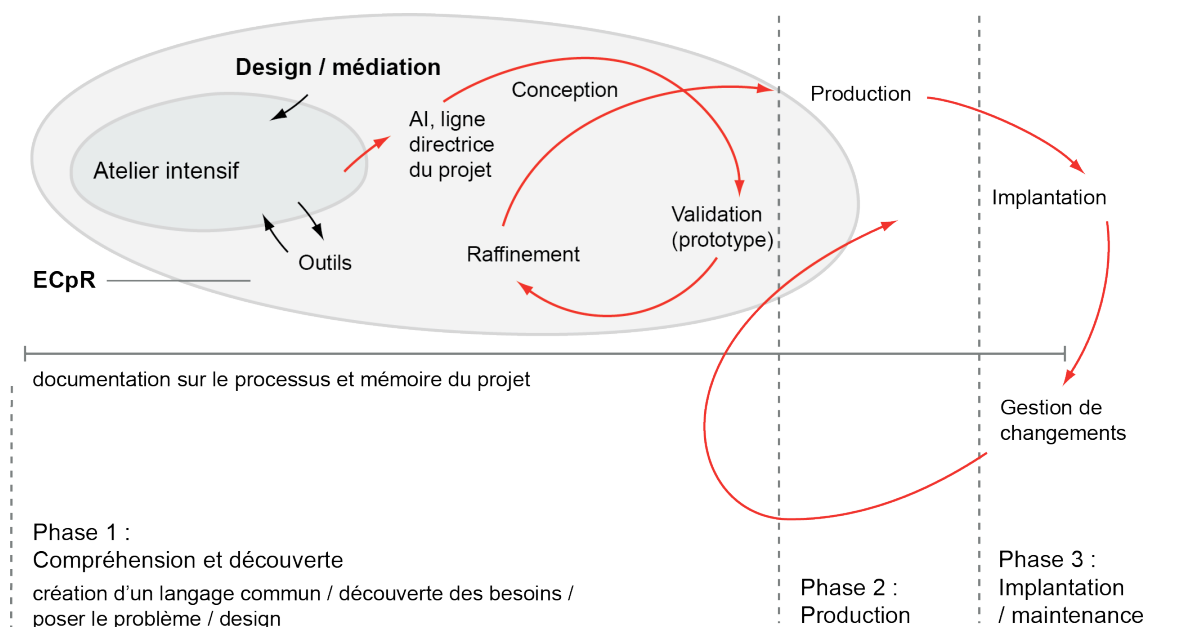 Design / médiation
Conception
Production
AI, ligne
directrice
du projet
Atelier intensif
Implantation
Validation
(prototype)
Raffinement
Outils
ECpR
documentation sur le processus et mémoire du projet
Gestion de
changements
Phase 1 :
Compréhension et découverte
création d’un langage commun / découverte des besoins /
poser le problème / design
Phase 2 :
Production
Phase 3 :
Implantation
/ maintenance